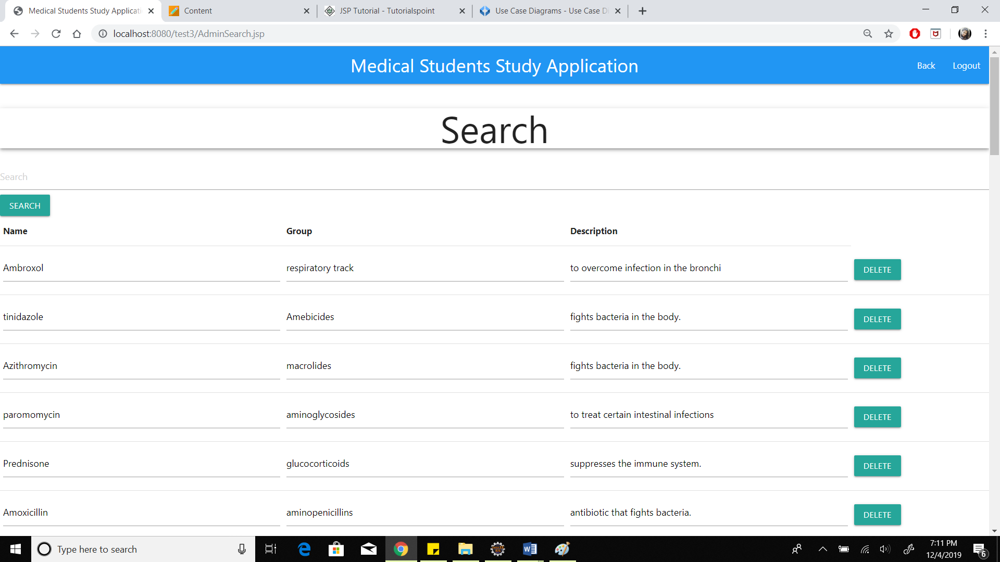 Medical Students Study Applicati
Content
JSP Tutorial - Tutorialspoint
Use Case Diagrams - Use Case Di
localhost:8080/test3/AdminSearch.jsp
Medical Students Study Application
Back
Logout
Search
Search
SEARCH
Name Group Description
Ambroxol respiratory track to overcome infection in the bronchi DELETE
tinidazole Amebicides fights bacteria in the body. DELETE
Azithromycin macrolides fights bacteria in the body. DELETE
paromomycin aminoglycosides to treat certain intestinal infections DELETE
Prednisone glucocorticoids suppresses the immune system. DELETE
Amoxicillin aminopenicillins antibiotic that fights bacteria. DELETE
Type here to search
7:11 PM
12/4/2019
6